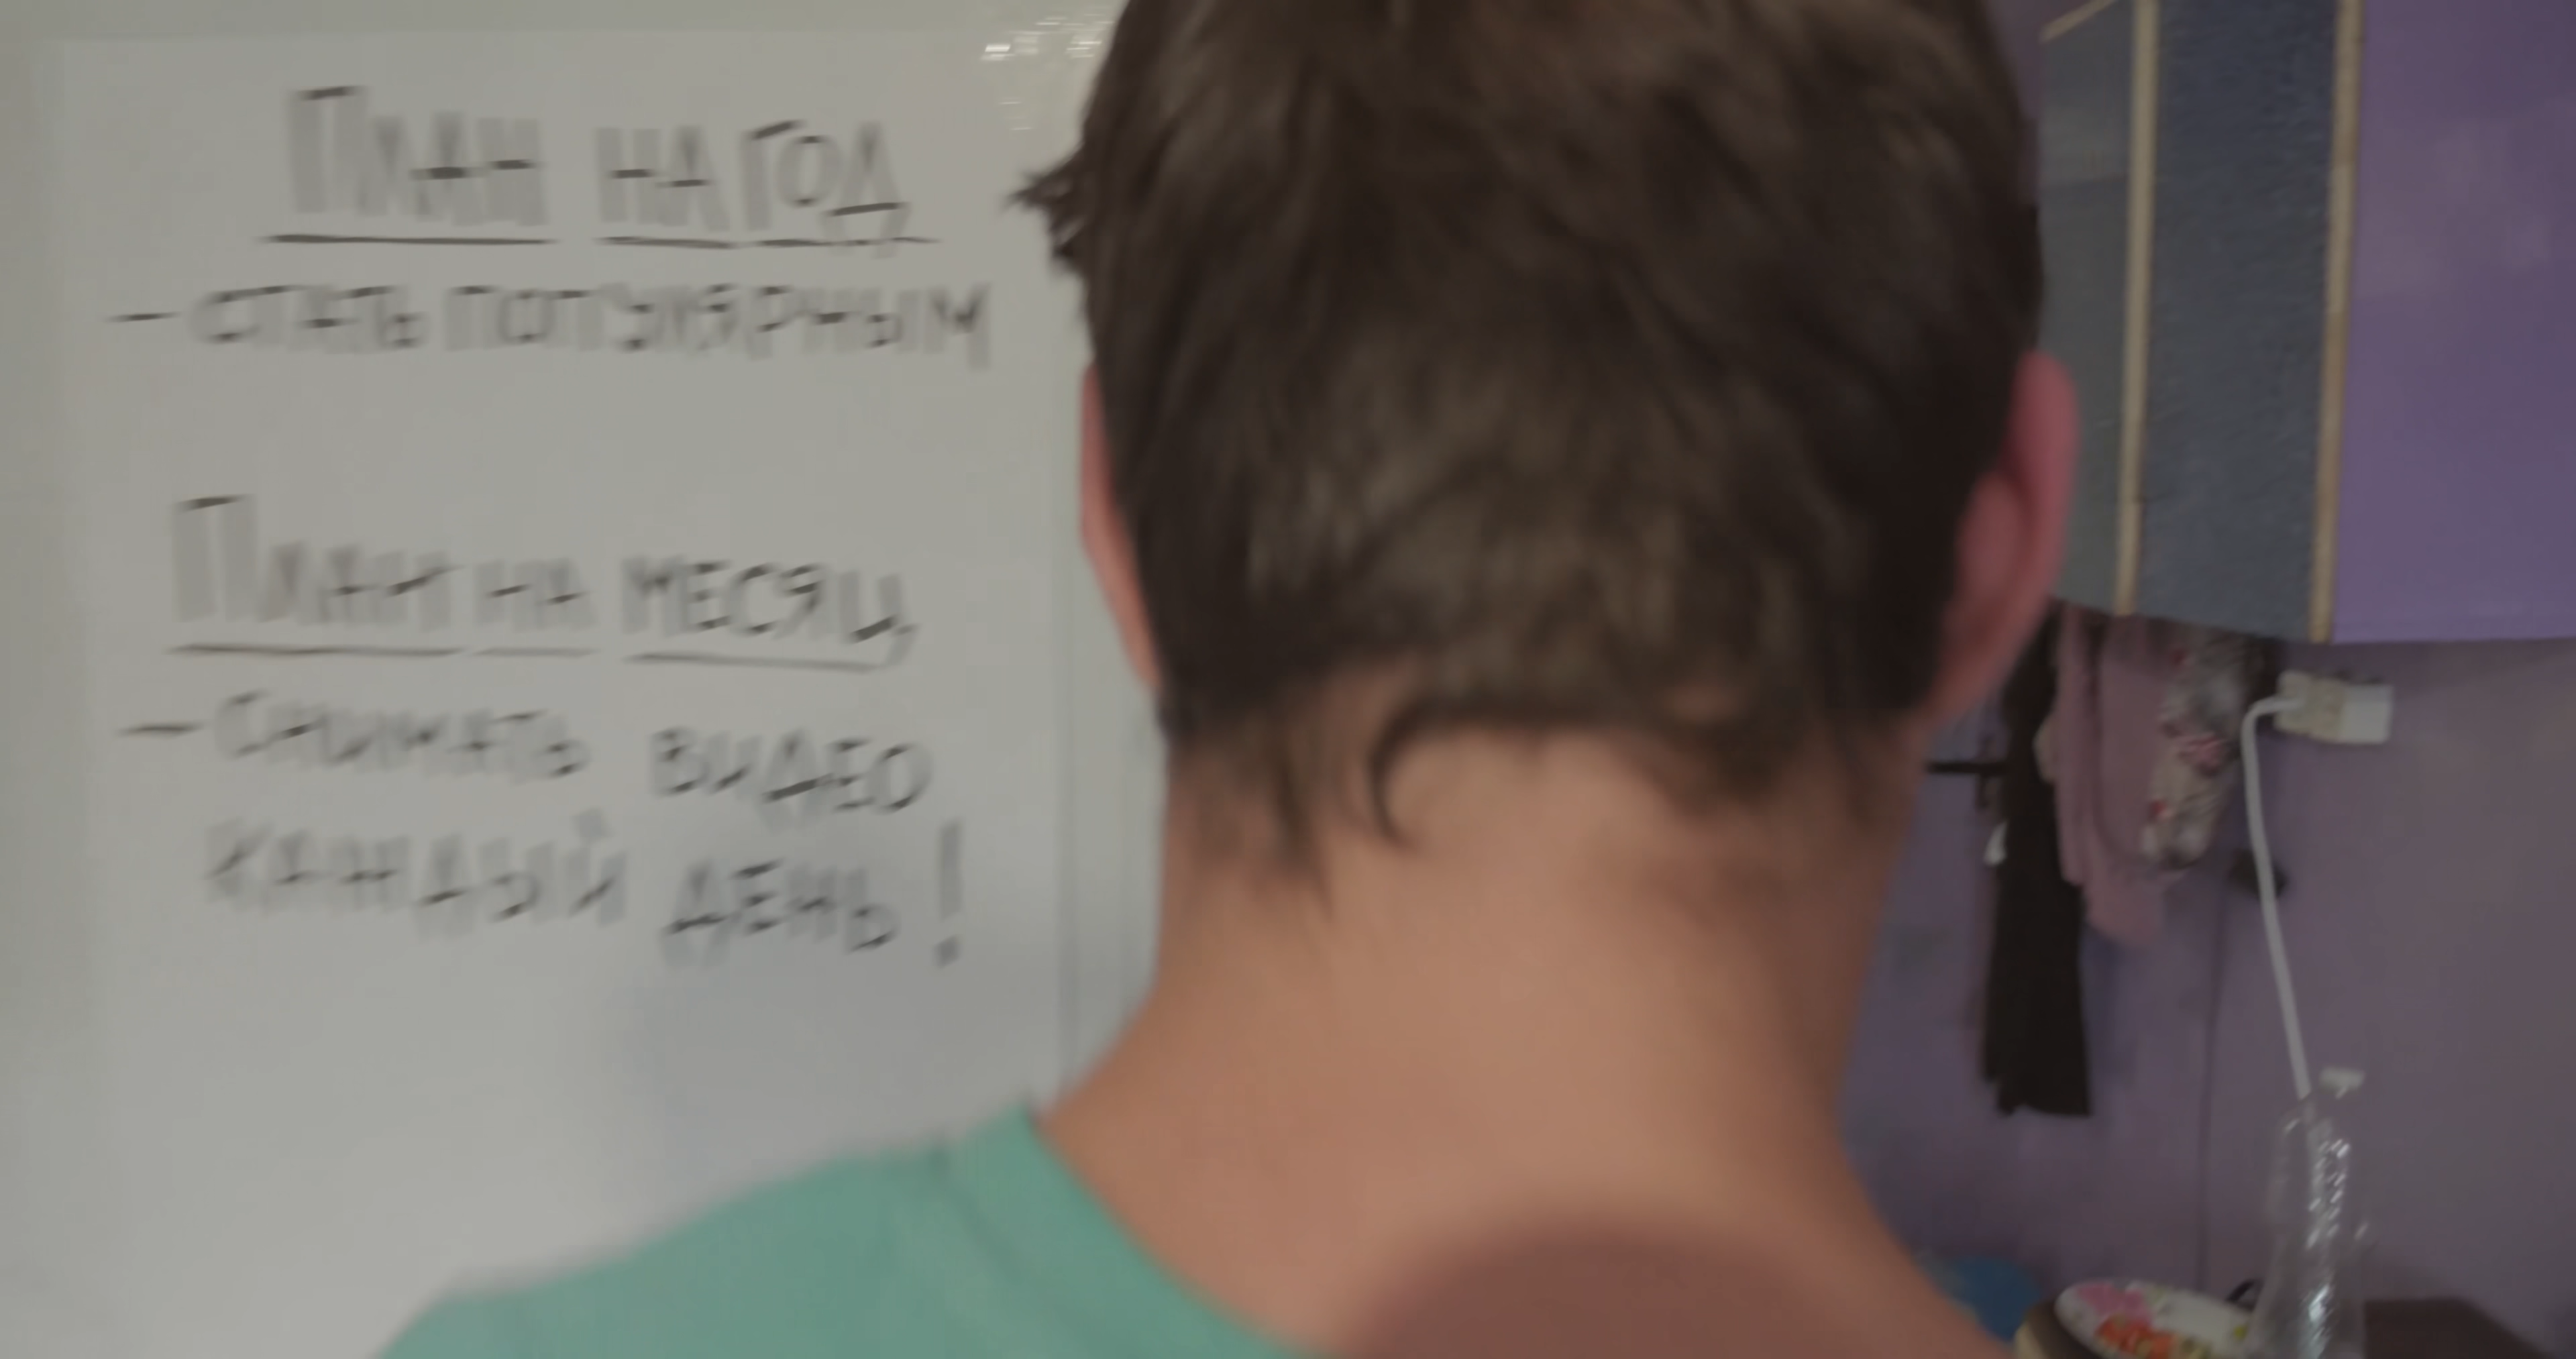 План на год
- стать популярным
План на месяц
- снимать видео
каждый день!